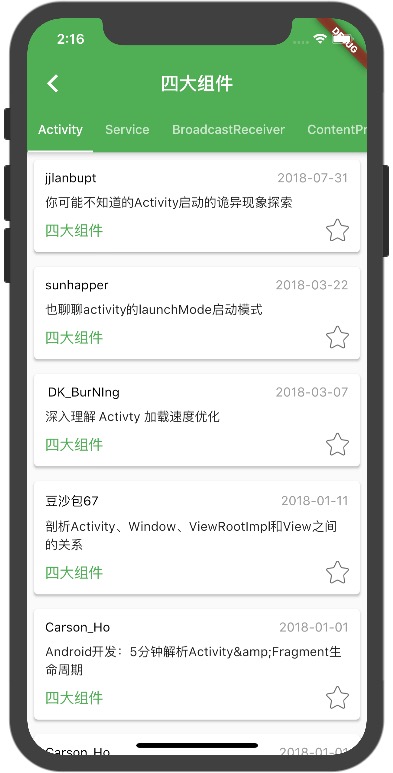 2:16
DEBUG
四大组件
Activity Service BroadcastReceiver ContentPr
jjlanbupt 2018-07-31
你可能不知道的Activity启动的诡异现象探索
四大组件
sunhapper 2018-03-22
也聊聊activity的launchMode启动模式
四大组件
DK_BurNIng 2018-03-07
深入理解 Activty 加载速度优化
四大组件
豆沙包67 2018-01-11
剖析Activity、Window、ViewRootImpl和View之间
的关系
四大组件
Carson_Ho 2018-01-01
Android开发：5分钟解析Activity&amp;Fragment生
命周期
四大组件
Carson_Ho 2018-01-01